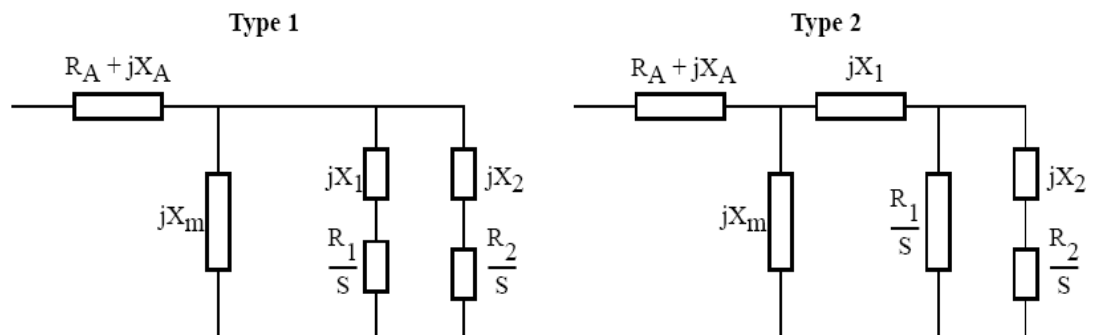 Type 1
R_A + jX_A
jX_m
jX_1
R_1
S
jX_2
R_2
S
Type 2
R_A + jX_A
jX_1
jX_m
R_1
S
jX_2
R_2
S